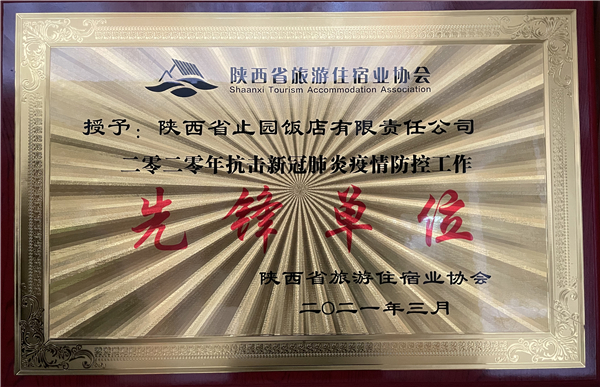 陕西省旅游住宿业协会
Shaanxi Tourism Accommodation Association
授予：陕西省止园饭店有限责任公司
二零二零年抗击新冠肺炎疫情防控工作
先锋单位
陕西省旅游住宿业协会
二〇二一年三月